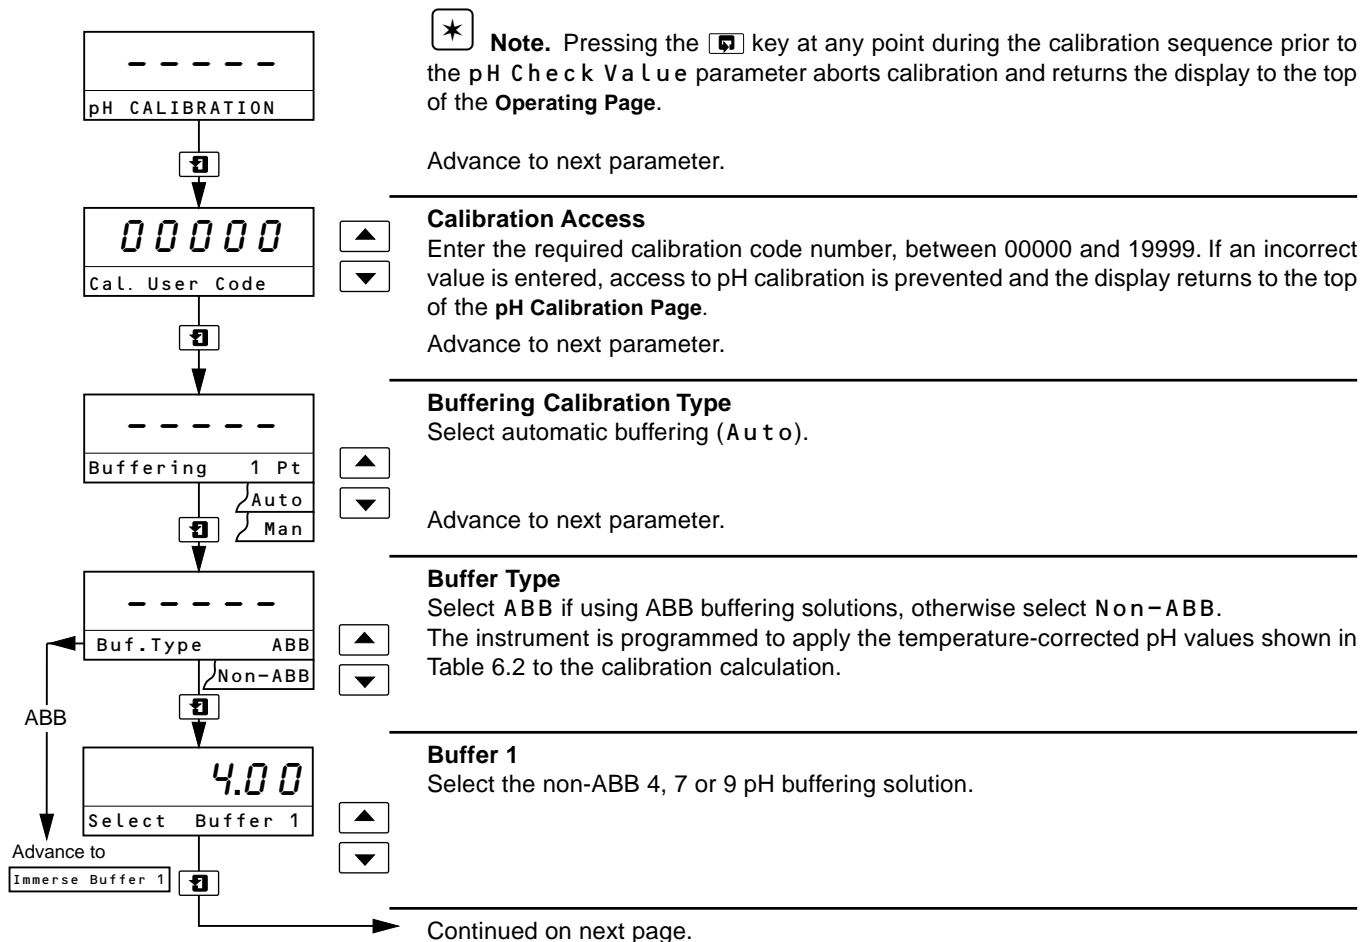 – – – – –
pH CALIBRATION
Note. Pressing the key at any point during the calibration sequence prior to
the pH Check Value parameter aborts calibration and returns the display to the top
of the Operating Page.
Advance to next parameter.
00000
Cal. User Code
Calibration Access
Enter the required calibration code number, between 00000 and 19999. If an incorrect
value is entered, access to pH calibration is prevented and the display returns to the top
of the pH Calibration Page.
Advance to next parameter.
– – – – –
Buffering 1 Pt
Auto
Man
Buffering Calibration Type
Select automatic buffering (Auto).
Advance to next parameter.
– – – – –
Buf.Type ABB
Non–ABB
ABB
Buffer Type
Select ABB if using ABB buffering solutions, otherwise select Non–ABB.
The instrument is programmed to apply the temperature-corrected pH values shown in
Table 6.2 to the calibration calculation.
4.00
Select Buffer 1
Advance to
Immerse Buffer 1
Buffer 1
Select the non-ABB 4, 7 or 9 pH buffering solution.
Continued on next page.